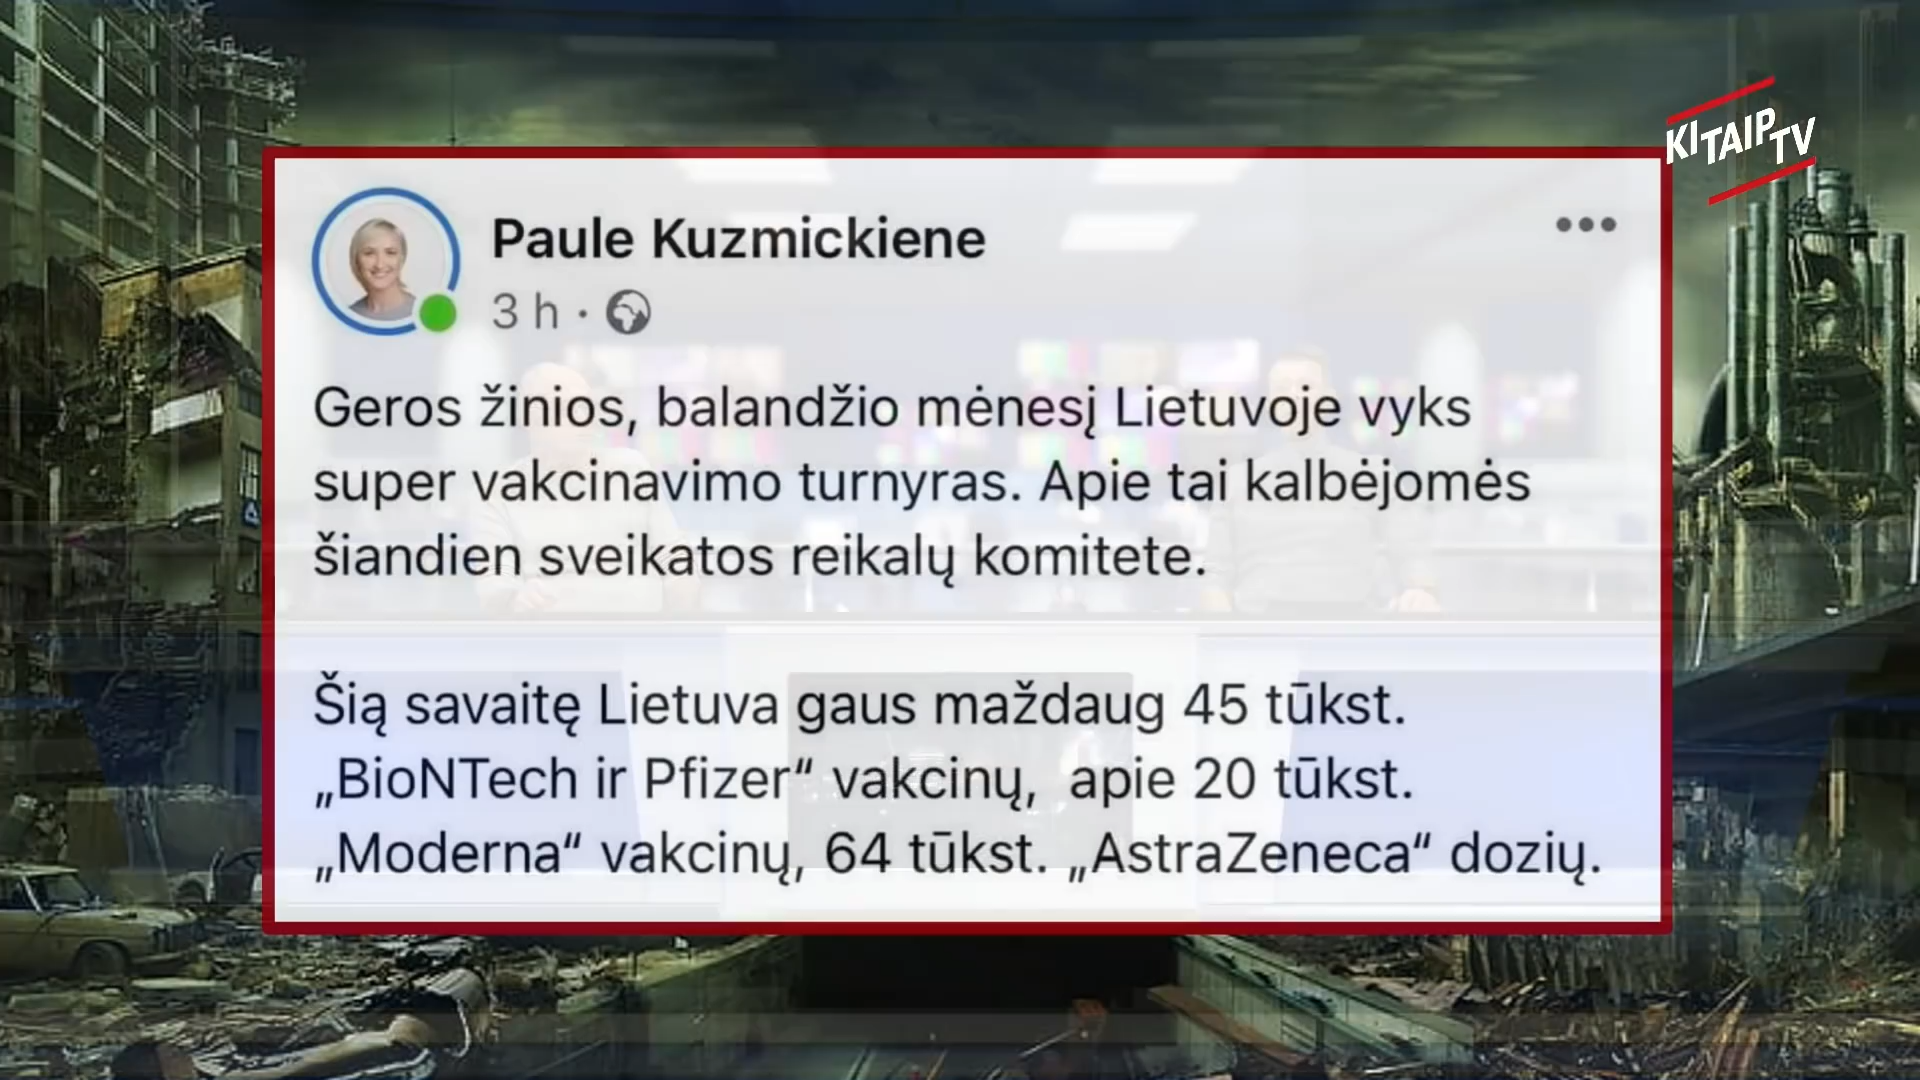 KITAIP TV
Paule Kuzmickiene
3 h ·
Geros žinios, balandžio mėnesį Lietuvoje vyks
super vakcinavimo turnyras. Apie tai kalbėjomės
šiandien sveikatos reikalų komitete.
Šią savaitę Lietuva gaus maždaug 45 tūkst.
„BioNTech ir Pfizer“ vakcinų, apie 20 tūkst.
„Moderna“ vakcinų, 64 tūkst. „AstraZeneca“ dozių.